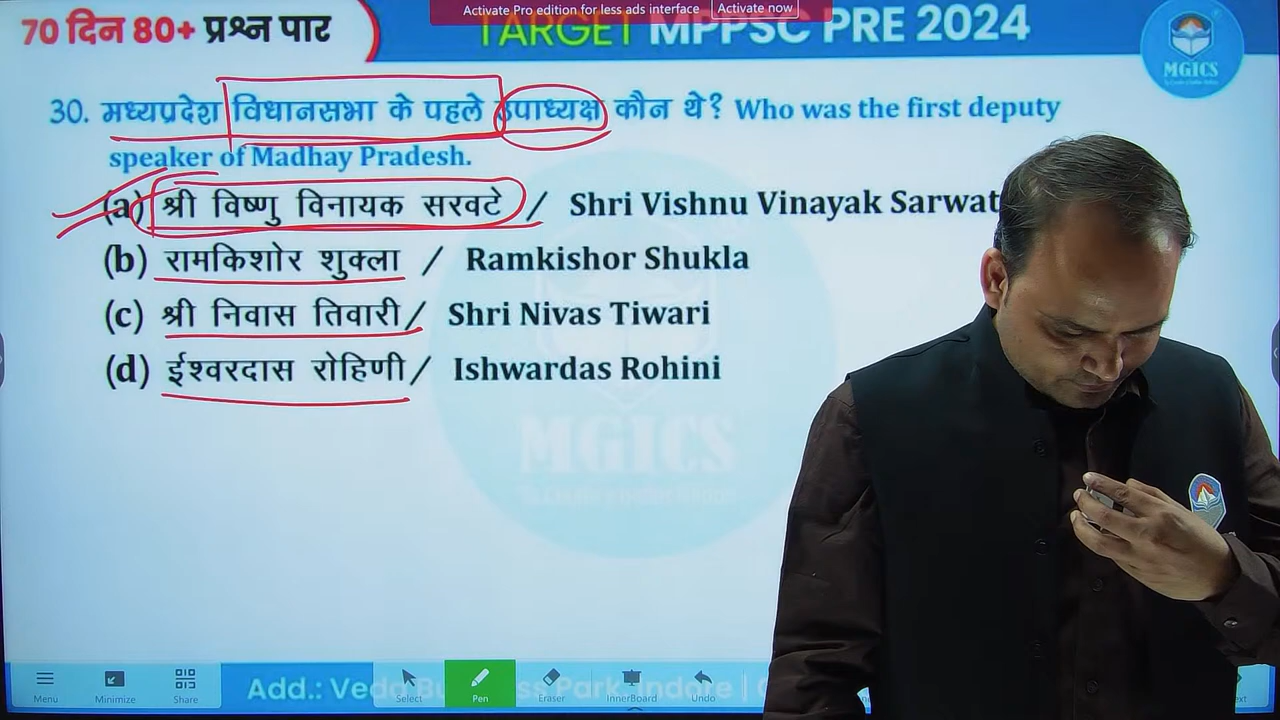 Activate Pro edition for less ads interface Activate now
70 दिन 80+ प्रश्न पार
TARGET MPPSC PRE 2024
MGICS
30. मध्यप्रदेश विधानसभा के पहले उपाध्यक्ष कौन थे? Who was the first deputy
speaker of Madhay Pradesh.
(a) श्री विष्णु विनायक सरवटे / Shri Vishnu Vinayak Sarwat
(b) रामकिशोर शुक्ला / Ramkishor Shukla
(c) श्री निवास तिवारी / Shri Nivas Tiwari
(d) ईश्वरदास रोहिणी / Ishwardas Rohini
MGICS
Add.: Veda Park Indore
Menu Minimize Share Select Pen Eraser InnerBoard Undo